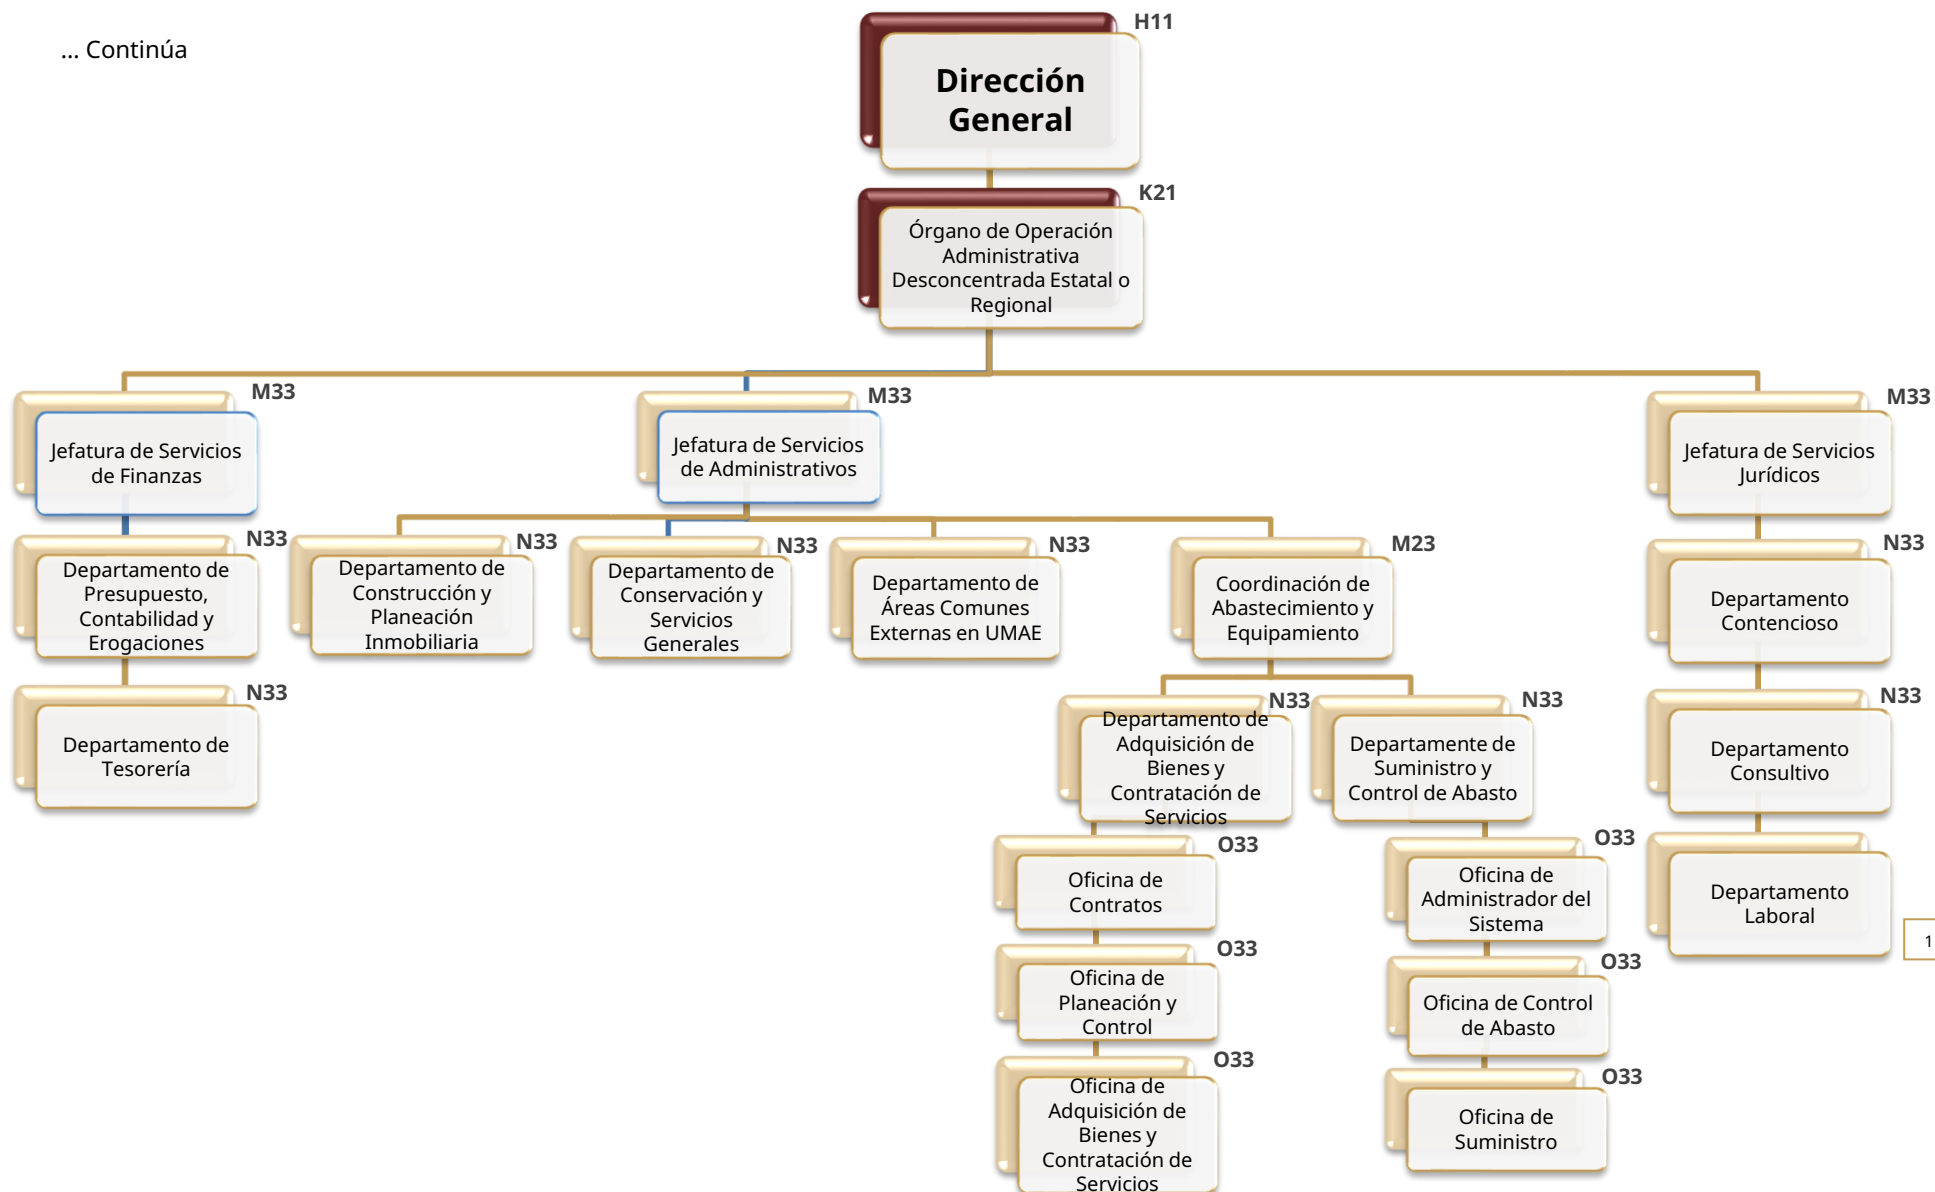 ... Continúa
H11
Dirección
General
K21
Órgano de Operación
Administrativa
Desconcentrada Estatal o
Regional
M33
Jefatura de Servicios
de Finanzas
M33
Jefatura de Servicios
de Administrativos
M33
Jefatura de Servicios
Jurídicos
N33
Departamento de
Presupuesto,
Contabilidad y
Erogaciones
N33
Departamento de
Construcción y
Planeación
Inmobiliaria
N33
Departamento de
Conservación y
Servicios
Generales
N33
Departamento de
Áreas Comunes
Externas en UMAE
M23
Coordinación de
Abastecimiento y
Equipamiento
N33
Departamento
Contencioso
N33
Departamento de
Tesorería
N33
Departamento de
Adquisición de
Bienes y
Contratación de
Servicios
N33
Departamente de
Suministro y
Control de Abasto
N33
Departamento
Consultivo
O33
Oficina de
Contratos
O33
Oficina de
Administrador del
Sistema
Departamento
Laboral
1
O33
Oficina de
Planeación y
Control
O33
Oficina de Control
de Abasto
O33
Oficina de
Adquisición de
Bienes y
Contratación de
Servicios
O33
Oficina de
Suministro